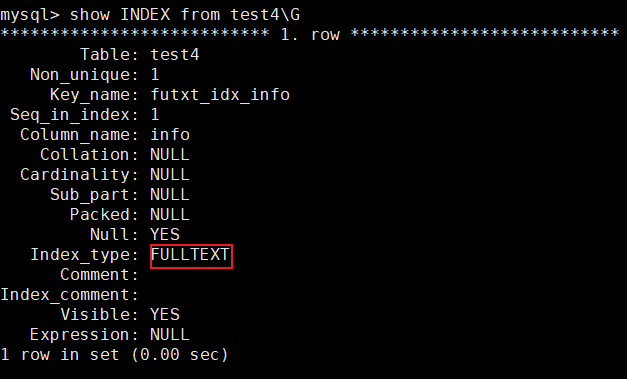 mysql> show INDEX from test4\G
*************************** 1. row ***************************
Table: test4
Non_unique: 1
Key_name: futxt_idx_info
Seq_in_index: 1
Column_name: info
Collation: NULL
Cardinality: NULL
Sub_part: NULL
Packed: NULL
Null: YES
Index_type: FULLTEXT
Comment:
Index_comment:
Visible: YES
Expression: NULL
1 row in set (0.00 sec)